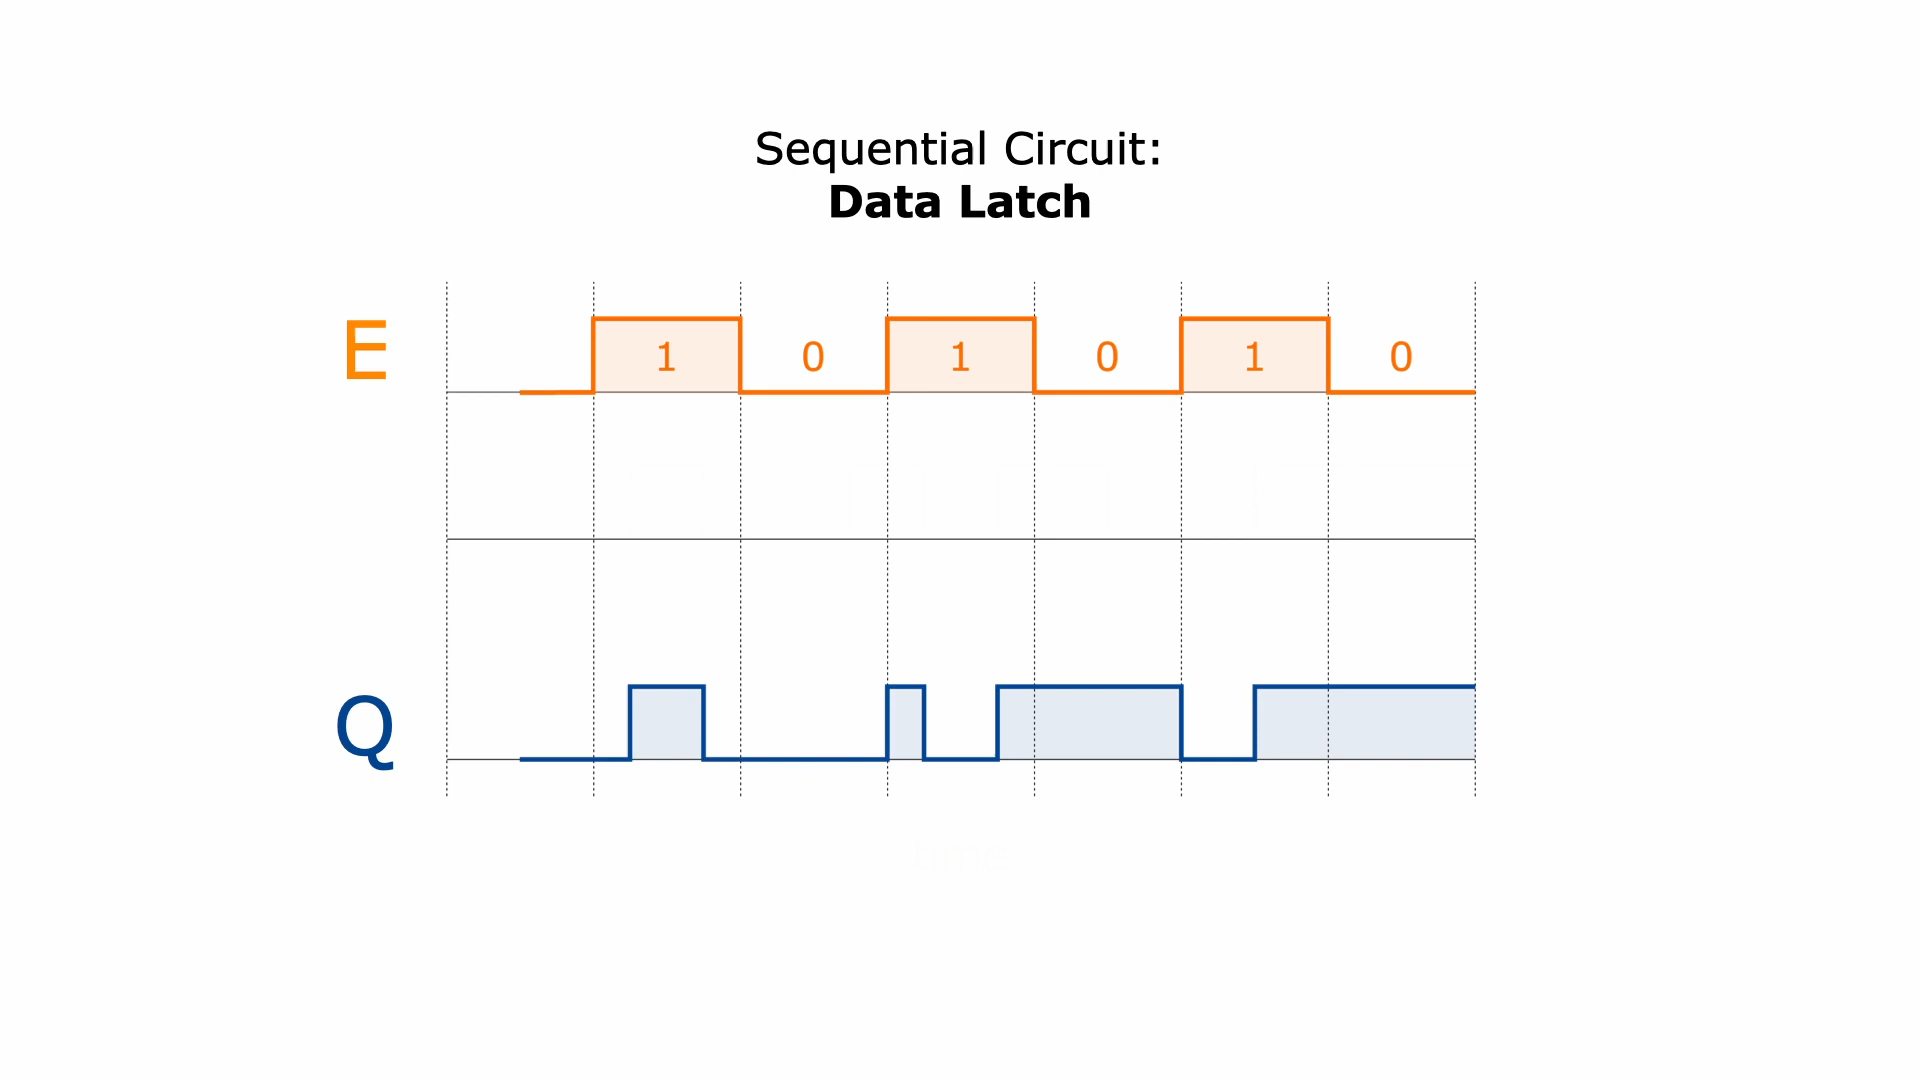 Sequential Circuit:
Data Latch
E 1 0 1 0 1 0
Q